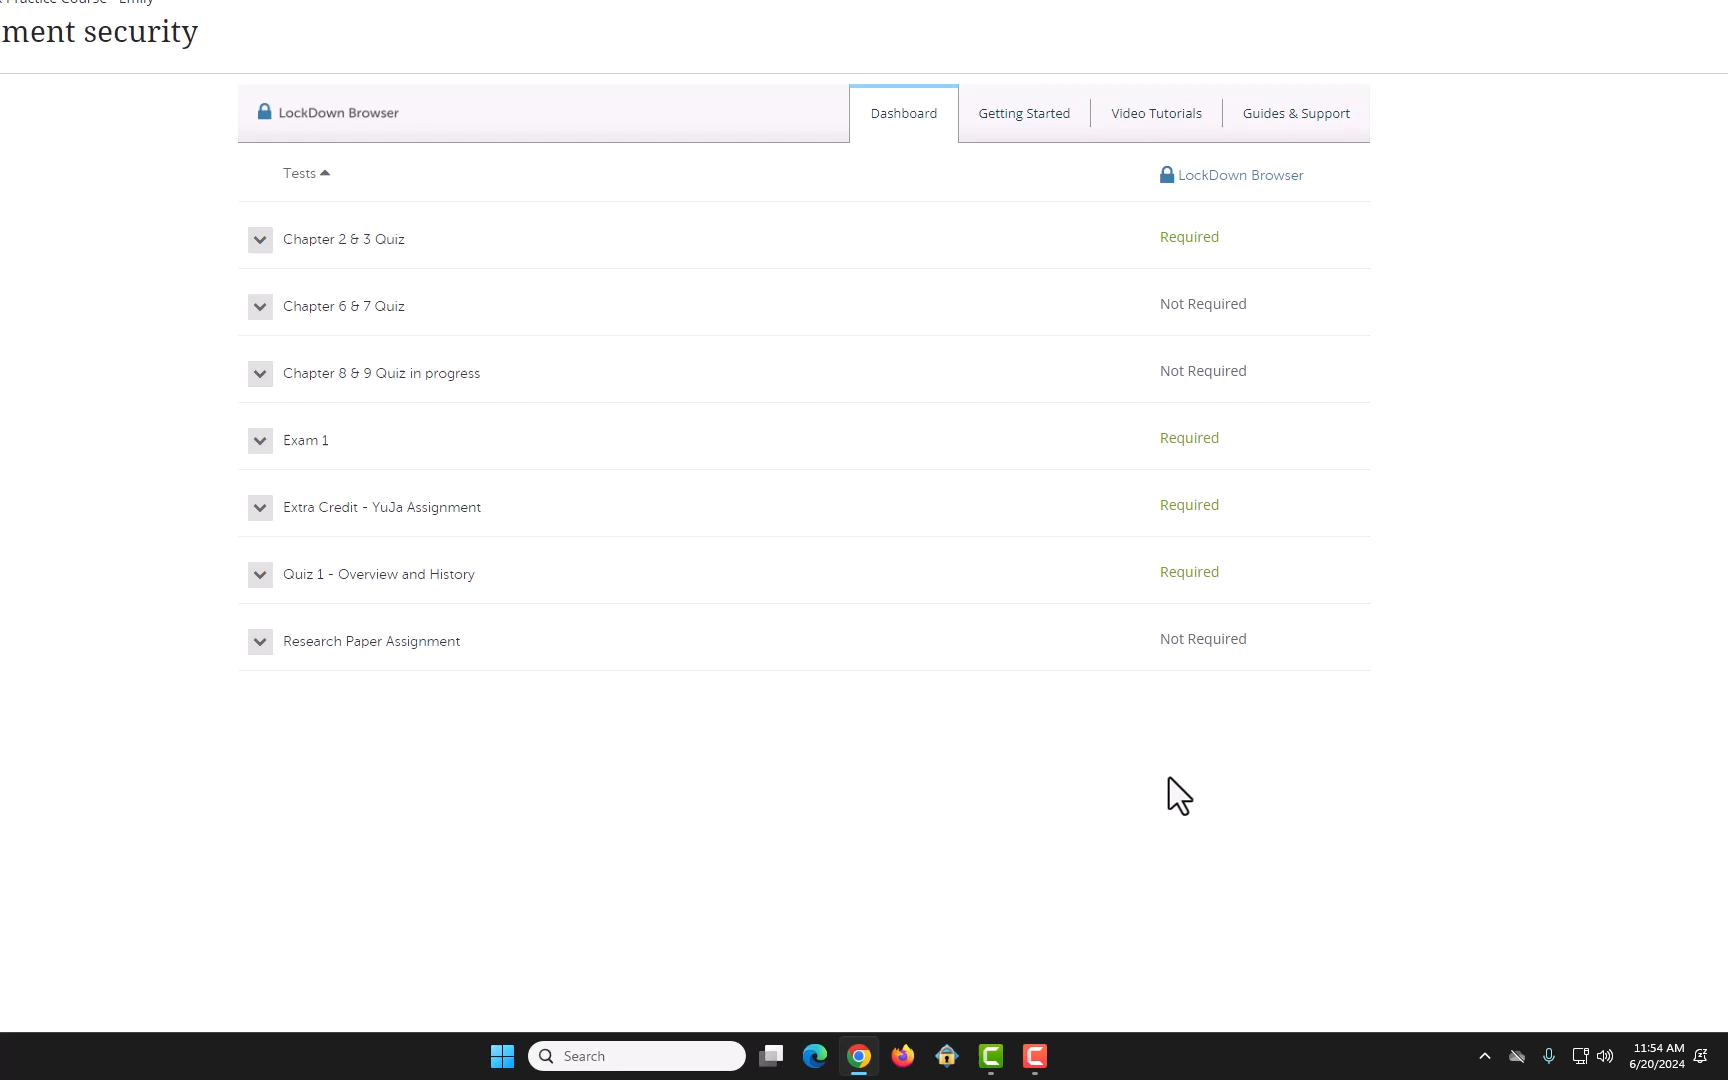 Practice Course - Emily
ment security
LockDown Browser
Dashboard
Getting Started
Video Tutorials
Guides & Support
Tests
LockDown Browser
Chapter 2 & 3 Quiz
Required
Chapter 6 & 7 Quiz
Not Required
Chapter 8 & 9 Quiz in progress
Not Required
Exam 1
Required
Extra Credit - YuJa Assignment
Required
Quiz 1 - Overview and History
Required
Research Paper Assignment
Not Required
Search
11:54 AM
6/20/2024